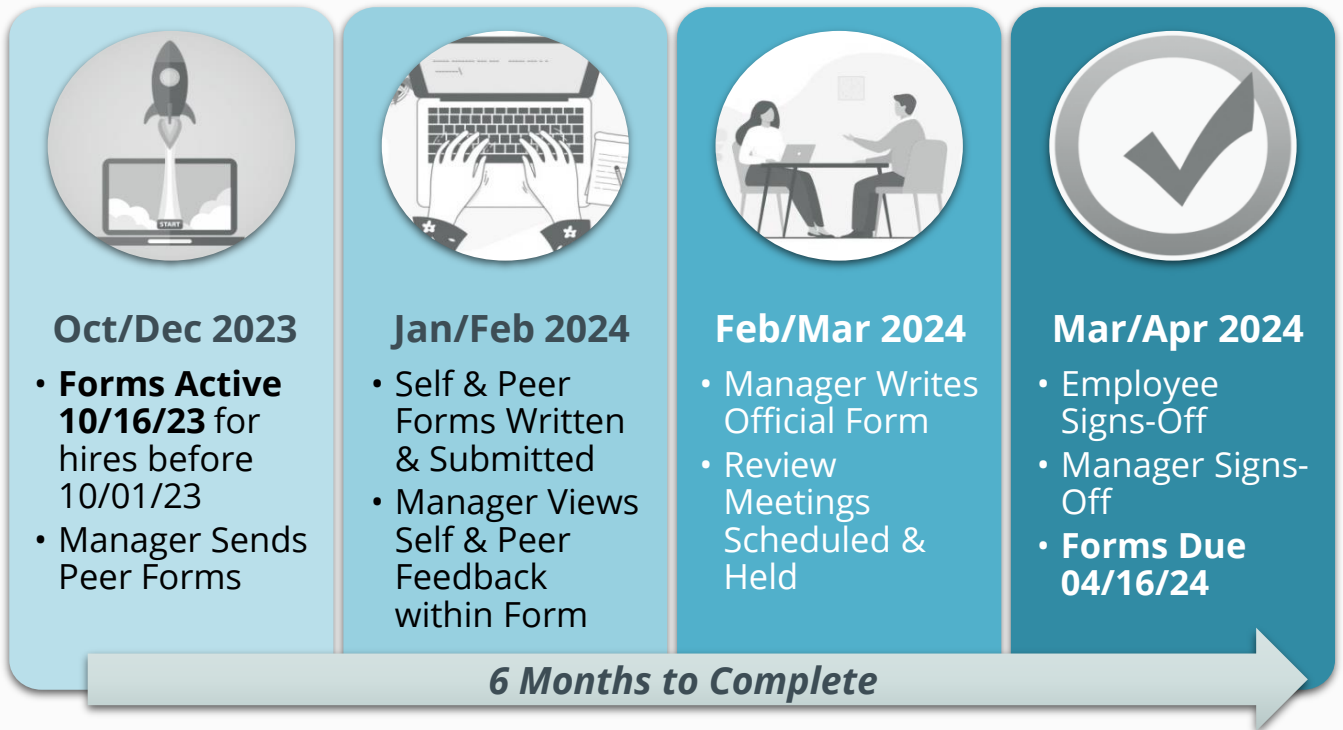 START
Oct/Dec 2023
• Forms Active
10/16/23 for
hires before
10/01/23
• Manager Sends
Peer Forms
Jan/Feb 2024
• Self & Peer
Forms Written
& Submitted
• Manager Views
Self & Peer
Feedback
within Form
Feb/Mar 2024
• Manager Writes
Official Form
• Review
Meetings
Scheduled &
Held
Mar/Apr 2024
• Employee
Signs-Off
• Manager Signs-
Off
• Forms Due
04/16/24
6 Months to Complete